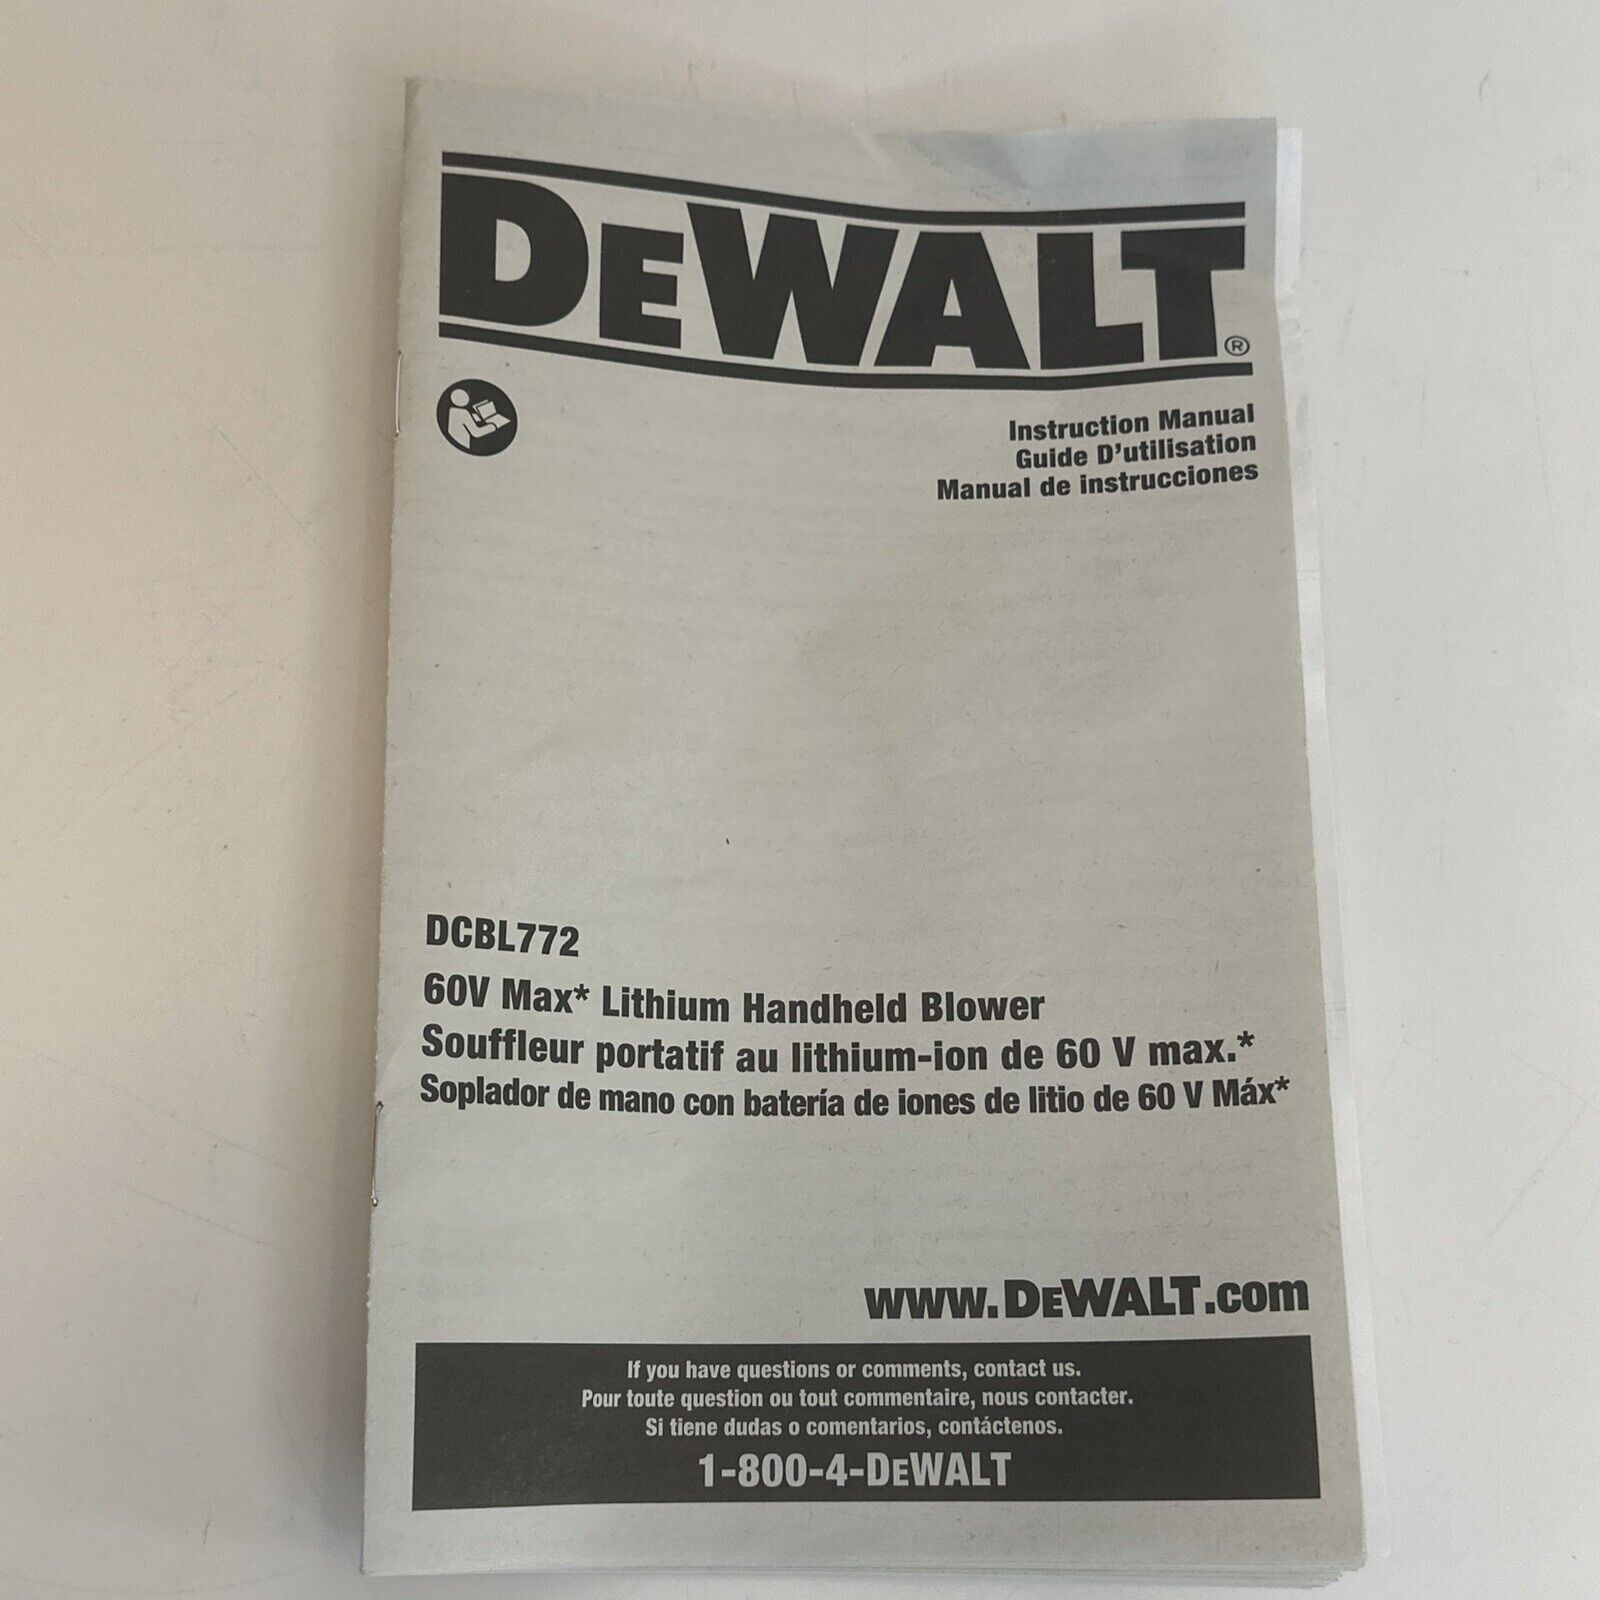 DEWALT®
Instruction Manual
Guide D'utilisation
Manual de instrucciones
DCBL772
60V Max* Lithium Handheld Blower
Souffleur portatif au lithium-ion de 60 V max.*
Soplador de mano con batería de iones de litio de 60 V Máx*
www.DEWALT.com
If you have questions or comments, contact us.
Pour toute question ou tout commentaire, nous contacter.
Si tiene dudas o comentarios, contáctenos.
1-800-4-DEWALT